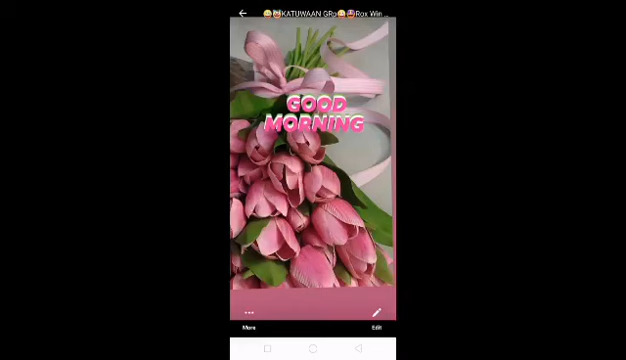 😀🤡KATUWAAN GRp😀🤡Rox Win ...
GOOD
MORNING
More
Edit